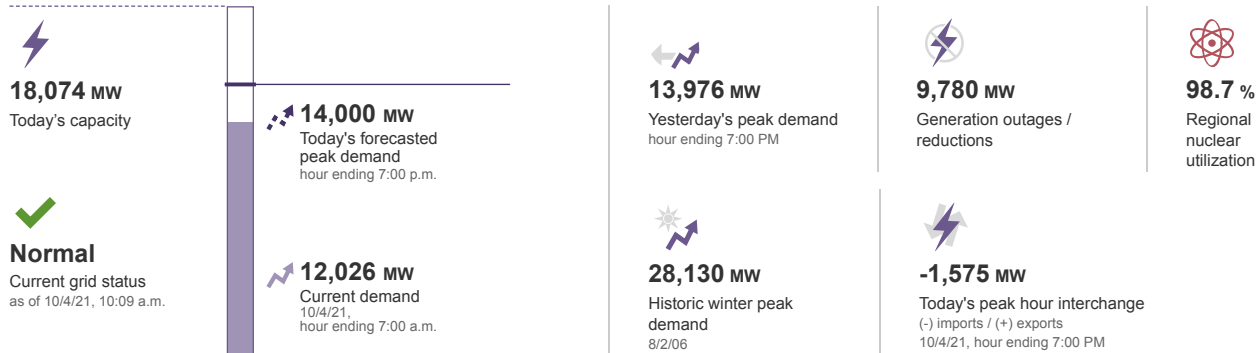 18,074 MW
Today's capacity
Normal
Current grid status
as of 10/4/21, 10:09 a.m.
14,000 MW
Today's forecasted
peak demand
hour ending 7:00 p.m.
12,026 MW
Current demand
10/4/21,
hour ending 7:00 a.m.
13,976 MW
Yesterday's peak demand
hour ending 7:00 PM
9,780 MW
Generation outages /
reductions
98.7 %
Regional
nuclear
utilization
28,130 MW
Historic winter peak
demand
8/2/06
-1,575 MW
Today's peak hour interchange
(-) imports / (+) exports
10/4/21, hour ending 7:00 PM